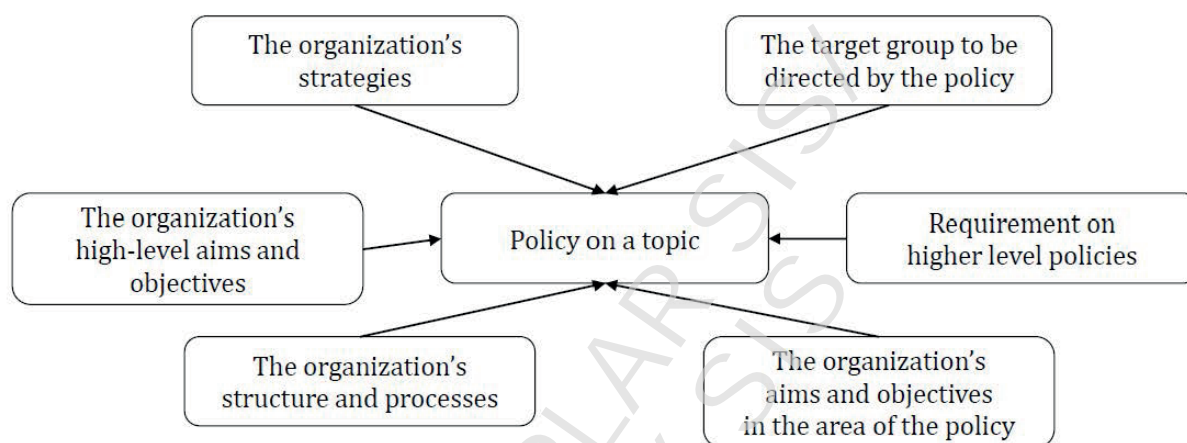 The organization's
strategies
The target group to be
directed by the policy
The organization's
high-level aims and
objectives
Policy on a topic
Requirement on
higher level policies
The organization's
structure and processes
The organization's
aims and objectives
in the area of the policy